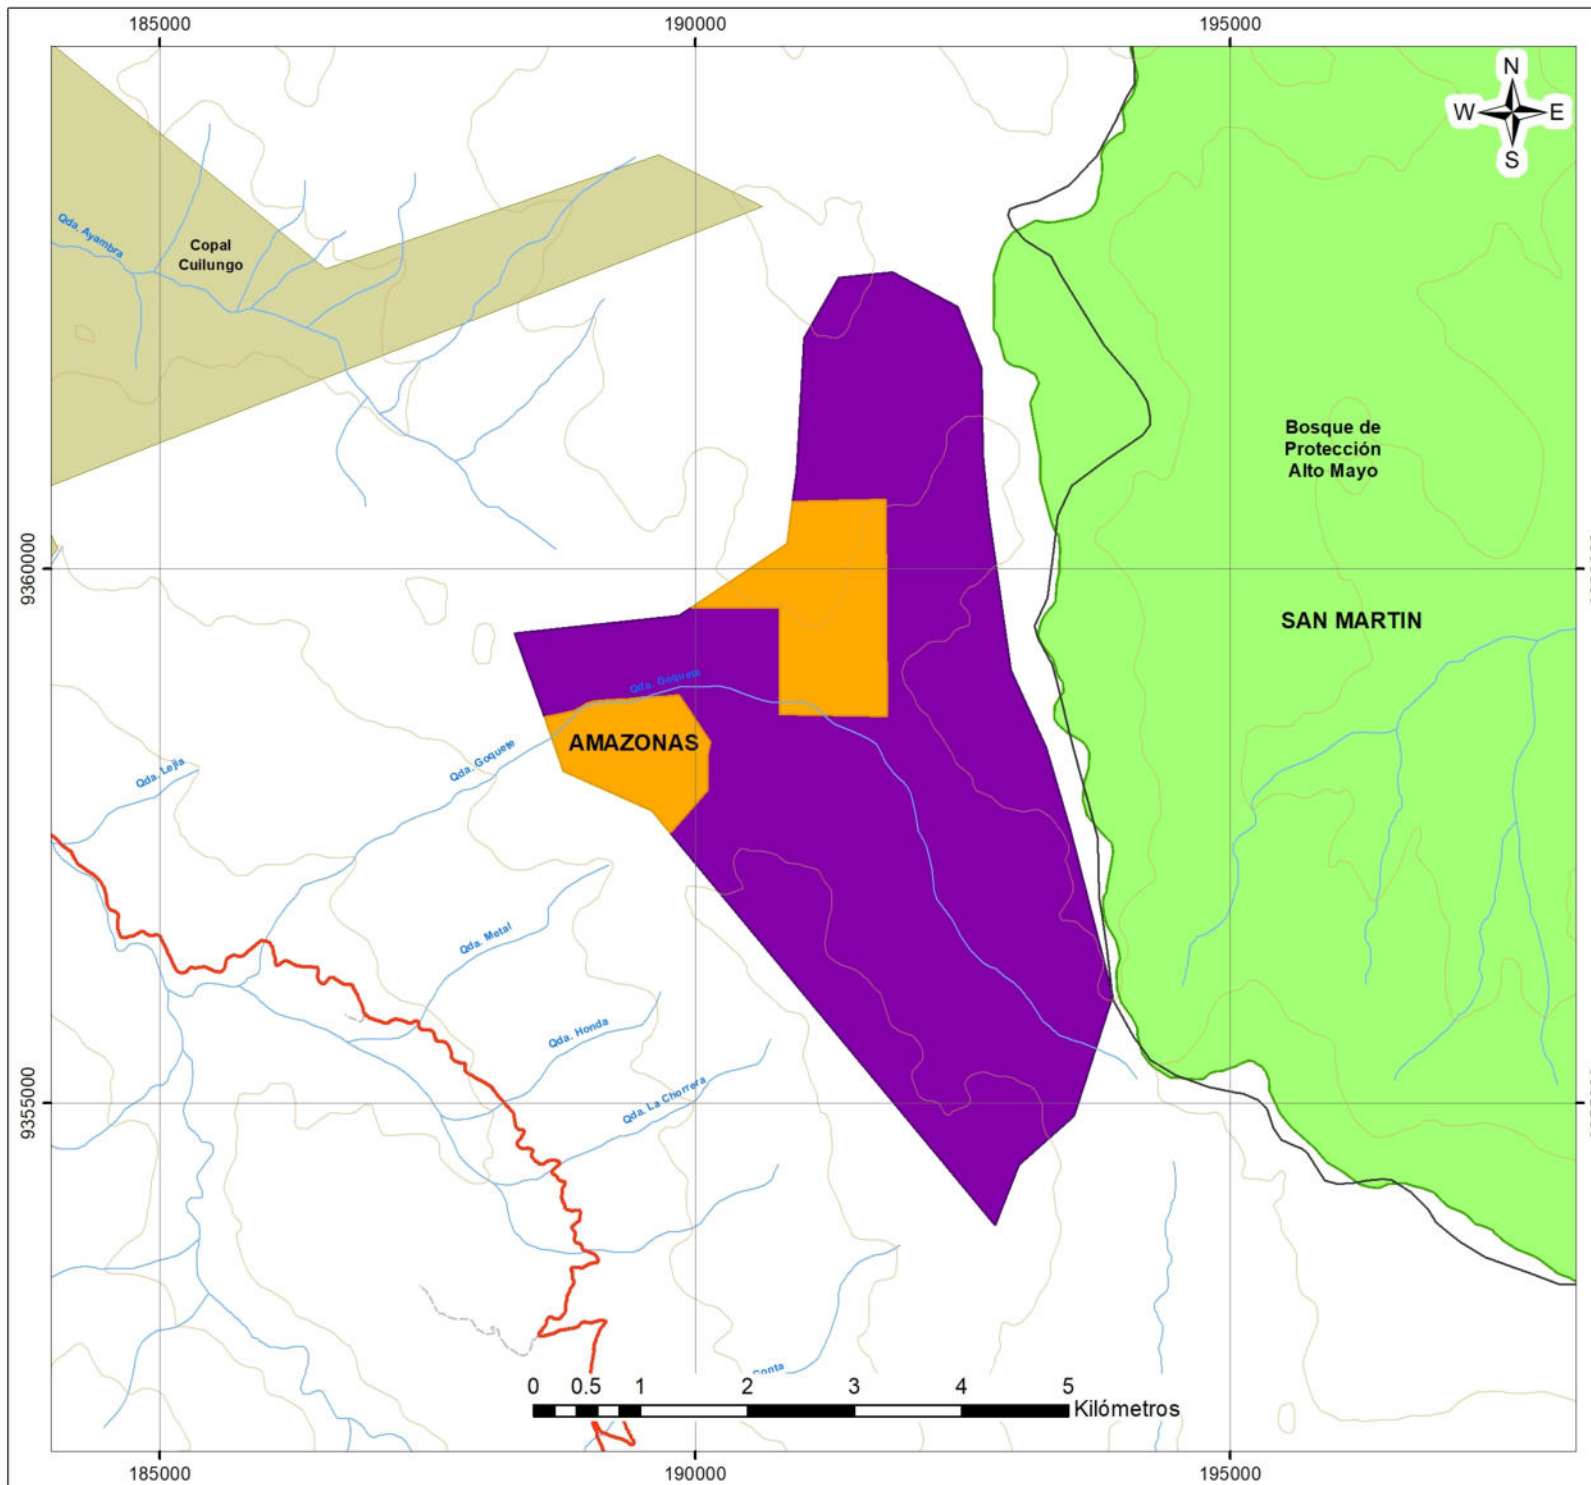 185000
190000
195000
N
W
E
S
Qda. Ayambra
Copal
Cuilungo
Bosque de
Protección
Alto Mayo
9360000
SAN MARTIN
Qda. Goquete
AMAZONAS
Qda. Goquete
Qda. Lejia
Qda. Metal
Qda. Honda
9355000
Qda. La Chorrera
0 0.5 1 2 3 4 5
Kilómetros
185000
190000
195000